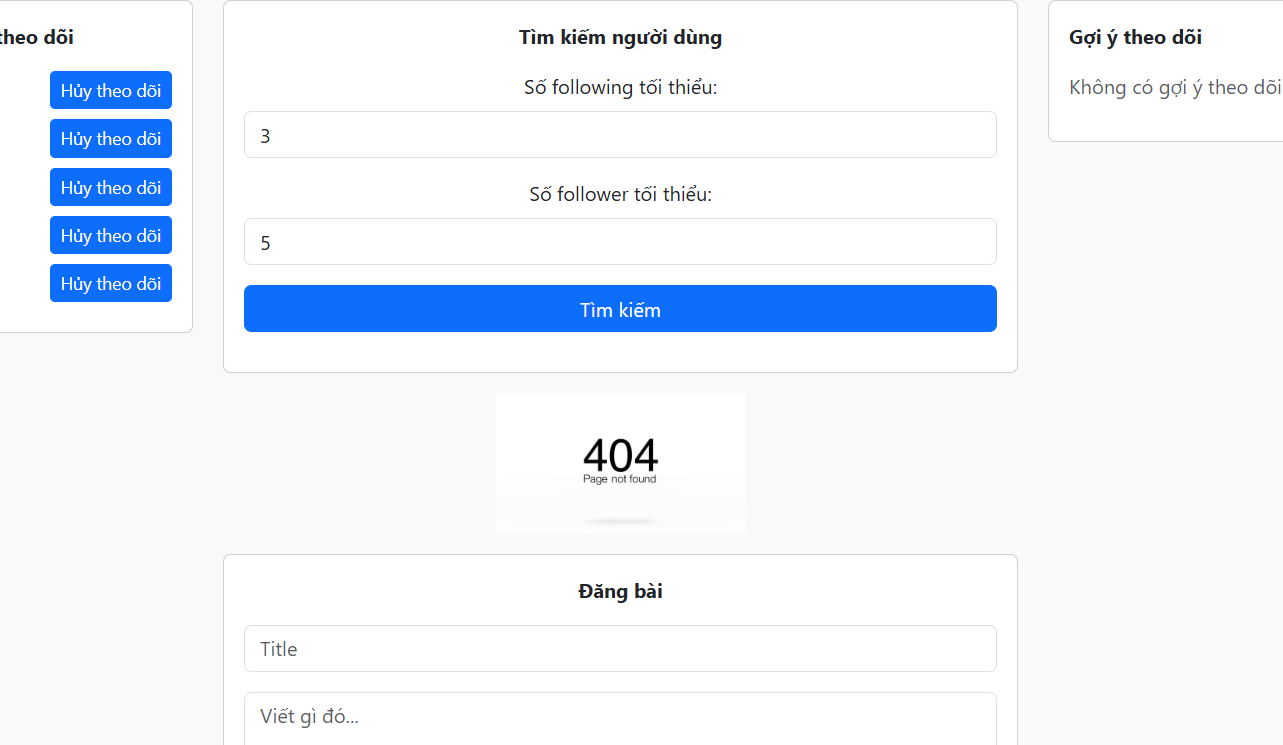 theo dõi
Hủy theo dõi
Hủy theo dõi
Hủy theo dõi
Hủy theo dõi
Hủy theo dõi
Tìm kiếm người dùng
Số following tối thiểu:
3
Số follower tối thiểu:
5
Tìm kiếm
404
Page not found
Đăng bài
Title
Viết gì đó...
Gợi ý theo dõi
Không có gợi ý theo dõi